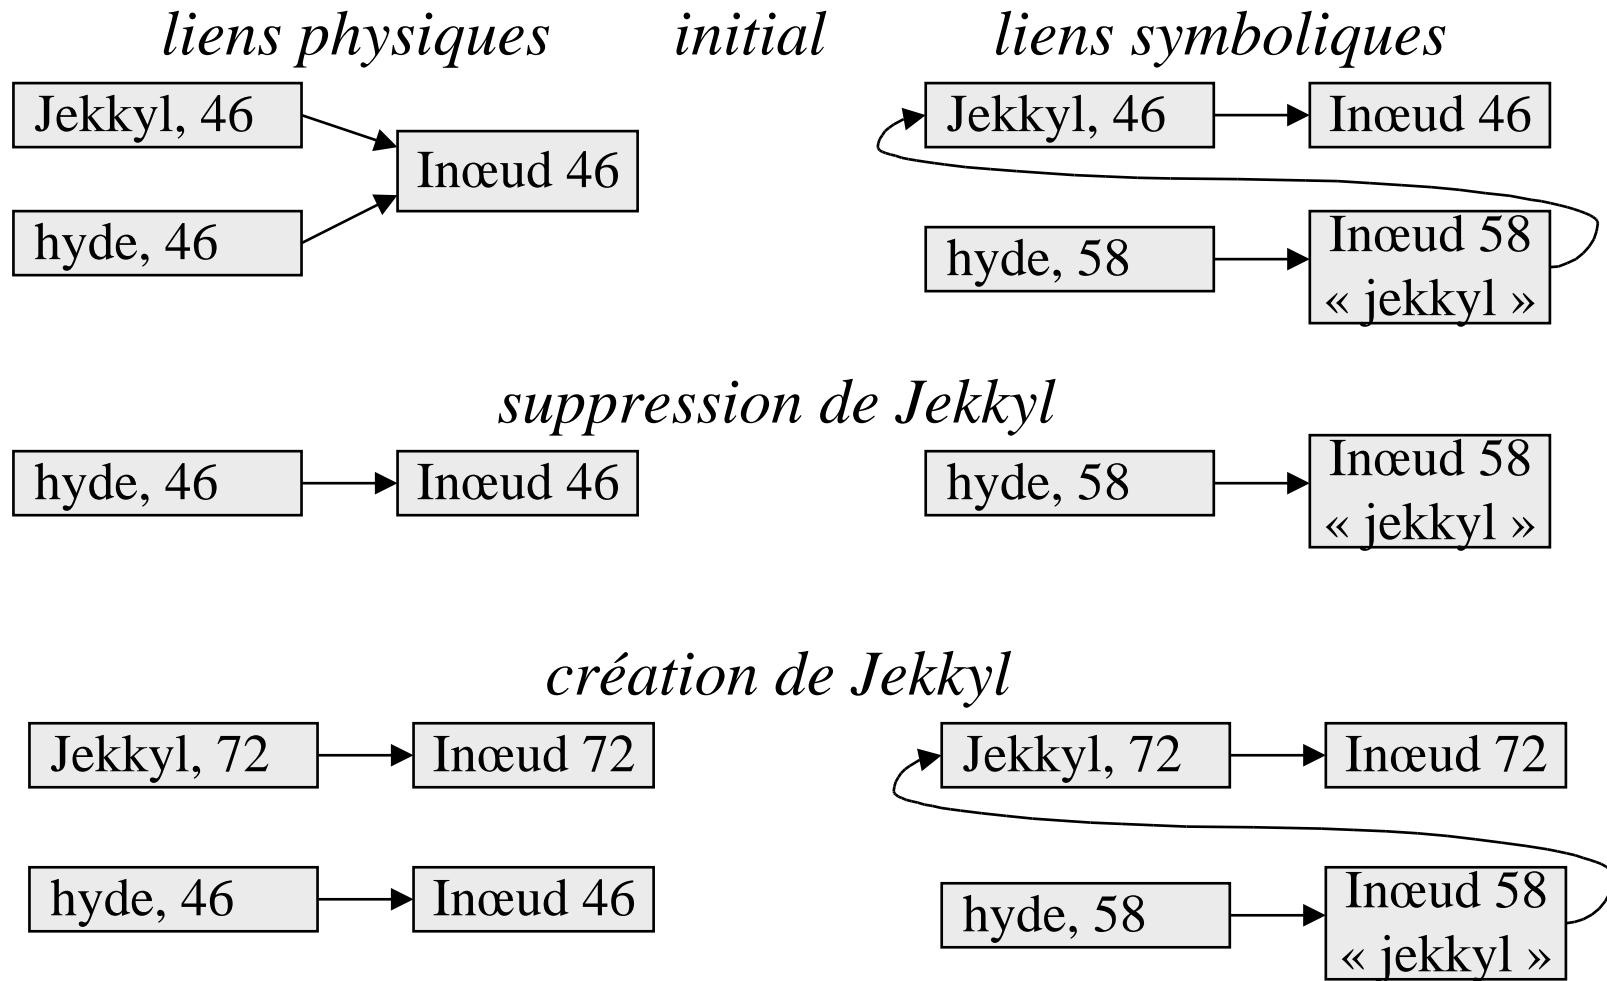 liens physiques initial liens symboliques
Jekkyl, 46
Inœud 46
hyde, 46
Jekkyl, 46
Inœud 46
hyde, 58
Inœud 58
« jekkyl »
suppression de Jekkyl
hyde, 46
Inœud 46
hyde, 58
Inœud 58
« jekkyl »
création de Jekkyl
Jekkyl, 72
Inœud 72
hyde, 46
Inœud 46
Jekkyl, 72
Inœud 72
hyde, 58
Inœud 58
« jekkyl »